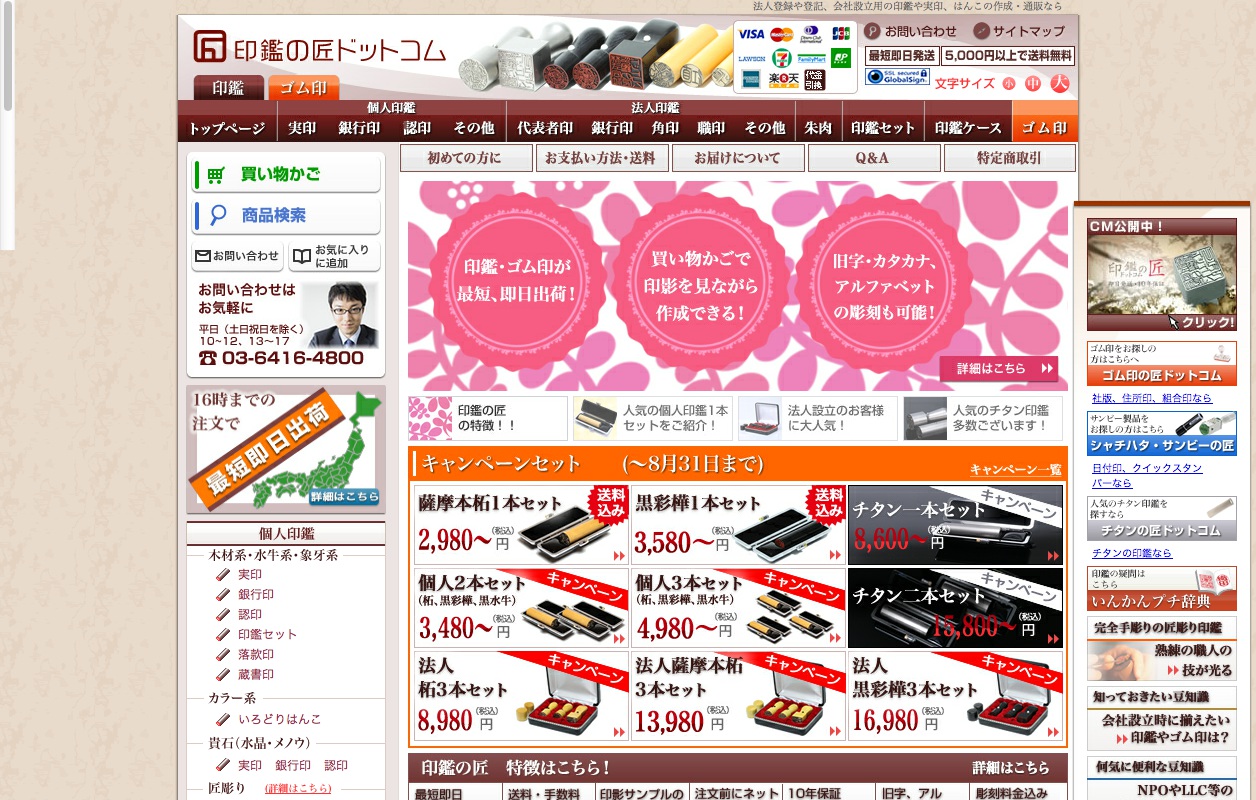 法人登録や登記、会社設立用の印鑑や実印、はんこの作成・通販なら
印鑑の匠ドットコム
VISA MasterCard Diners Club International JCB
LAWSON FamilyMart
楽天 代金引換
お問い合わせ サイトマップ
最短即日発送 5,000円以上で送料無料
SSL secured GlobalSign. 文字サイズ 小 中 大
印鑑 ゴム印
個人印鑑 法人印鑑
トップページ 実印 銀行印 認印 その他 代表者印 銀行印 角印 職印 その他 朱肉 印鑑セット 印鑑ケース ゴム印
初めての方に お支払い方法・送料 お届けについて Q&A 特定商取引
買い物かご
商品検索
お問い合わせ お気に入りに追加
お問い合わせは
お気軽に
平日（土日祝日を除く）
10~12、13~17
03-6416-4800
16時までの
注文で
最短即日出荷
詳細はこちら
個人印鑑
木材系・水牛系・象牙系
実印
銀行印
認印
印鑑セット
落款印
蔵書印
カラー系
いろどりはんこ
貴石（水晶・メノウ）
実印 銀行印 認印
匠彫り (詳細はこちら)
印鑑・ゴム印が
最短、即日出荷！
買い物かごで
印影を見ながら
作成できる！
旧字・カタカナ、
アルファベット
の彫刻も可能！
詳細はこちら
印鑑の匠
の特徴！！
人気の個人印鑑1本
セットをご紹介！
法人設立のお客様
に大人気！
人気のチタン印鑑
多数ございます！
キャンペーンセット (〜8月31日まで)
キャンペーン一覧
薩摩本柘1本セット
送料込み
2,980〜(税込)円
黒彩樺1本セット
送料込み
3,580〜(税込)円
チタン一本セット
キャンペーン
8,600〜(税込)円
個人2本セット
(柘、黒彩樺、黒水牛)
キャンペーン
3,480〜(税込)円
個人3本セット
(柘、黒彩樺、黒水牛)
キャンペーン
4,980〜(税込)円
チタン二本セット
キャンペーン
15,800〜(税込)円
法人
柘3本セット
キャンペーン
8,980(税込)円
法人薩摩本柘
3本セット
キャンペーン
13,980(税込)円
法人
黒彩樺3本セット
キャンペーン
16,980(税込)円
印鑑の匠 特徴はこちら！
詳細はこちら
最短即日 送料・手数料 印影サンプルの 注文前にネット 10年保証 旧字、アル 彫刻料金込み
CM公開中！
印鑑の匠
ドットコム
即日発送・10年保証
クリック!
ゴム印をお探しの
方はこちらへ
ゴム印の匠ドットコム
社版、住所印、組合印なら
サンビー製品を
お探しの方はこちら
シャチハタ・サンビーの匠
日付印、クイックスタン
パーなら
人気のチタン印鑑を
探すなら
チタンの匠ドットコム
チタンの印鑑なら
印鑑の疑問は
こちら
いんかんプチ辞典
完全手彫りの匠彫り印鑑
熟練の職人の
技が光る
知っておきたい豆知識
会社設立時に揃えたい
印鑑やゴム印は？
何気に便利な豆知識
NPOやLLC等の